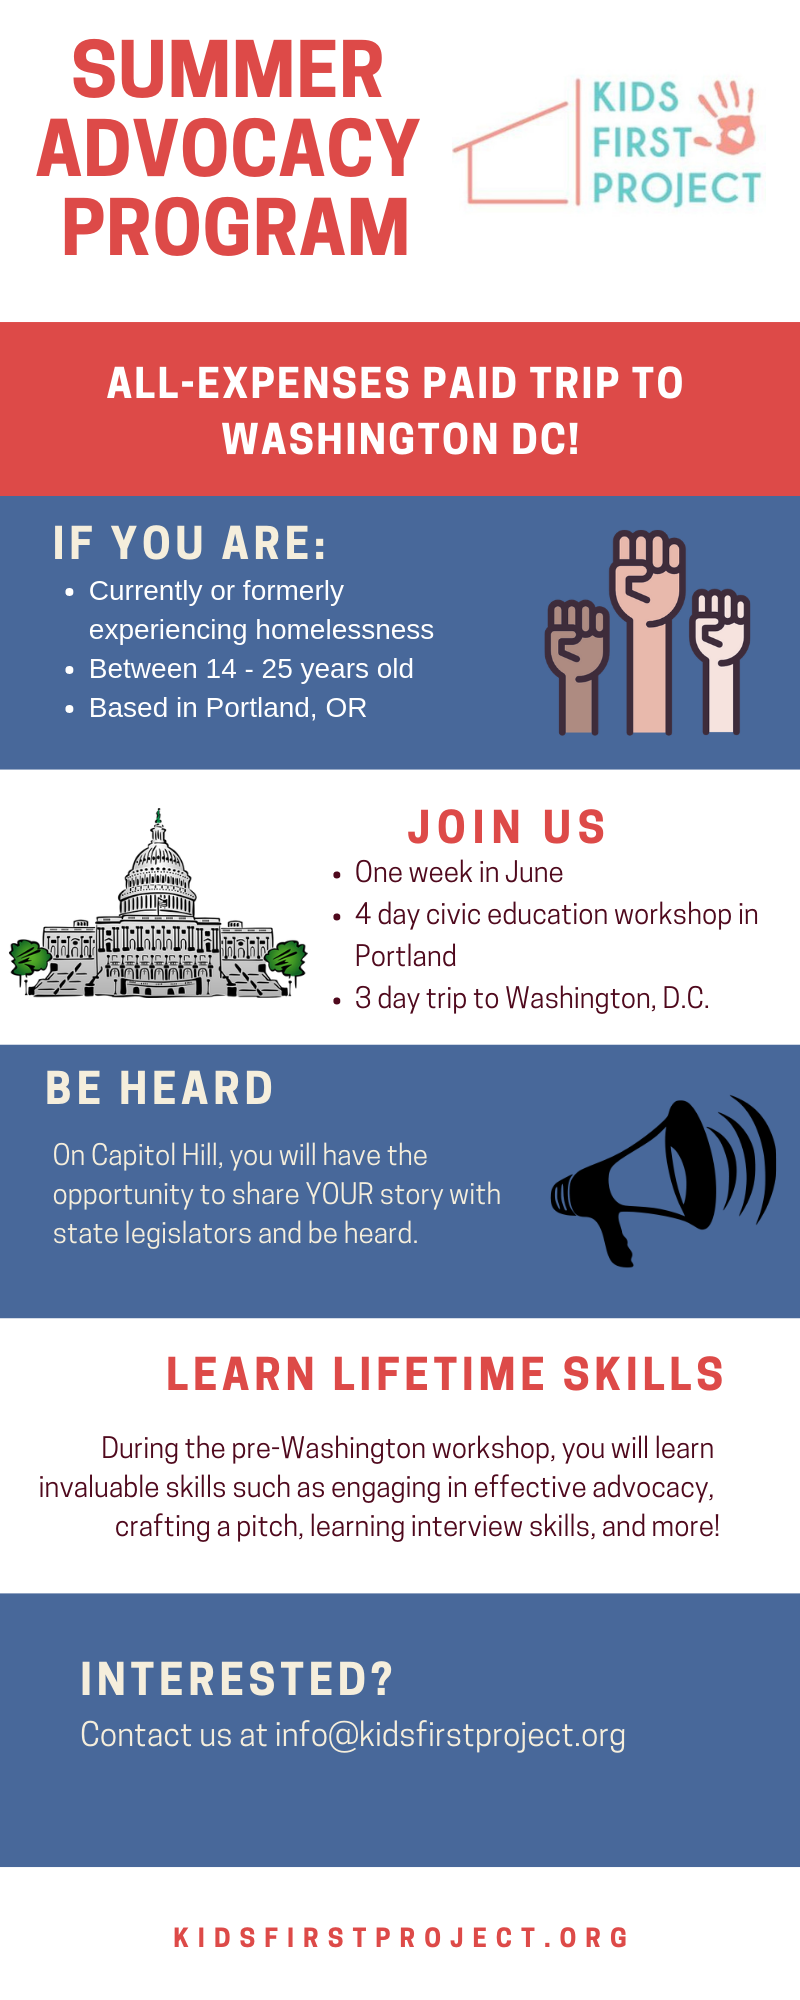 SUMMER
ADVOCACY
PROGRAM
KIDS
FIRST
PROJECT
ALL-EXPENSES PAID TRIP TO
WASHINGTON DC!
IF YOU ARE:
• Currently or formerly
experiencing homelessness
• Between 14 - 25 years old
• Based in Portland, OR
JOIN US
• One week in June
• 4 day civic education workshop in
Portland
• 3 day trip to Washington, D.C.
BE HEARD
On Capitol Hill, you will have the
opportunity to share YOUR story with
state legislators and be heard.
LEARN LIFETIME SKILLS
During the pre-Washington workshop, you will learn
invaluable skills such as engaging in effective advocacy,
crafting a pitch, learning interview skills, and more!
INTERESTED?
Contact us at info@kidsfirstproject.org
KIDSFIRSTPROJECT.ORG